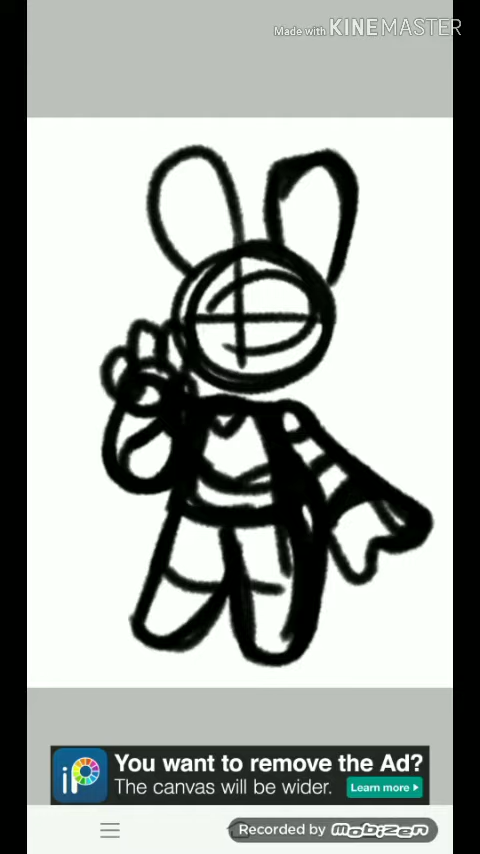 Made with KINEMASTER
iP
You want to remove the Ad?
The canvas will be wider.
Learn more
Recorded by mobizen